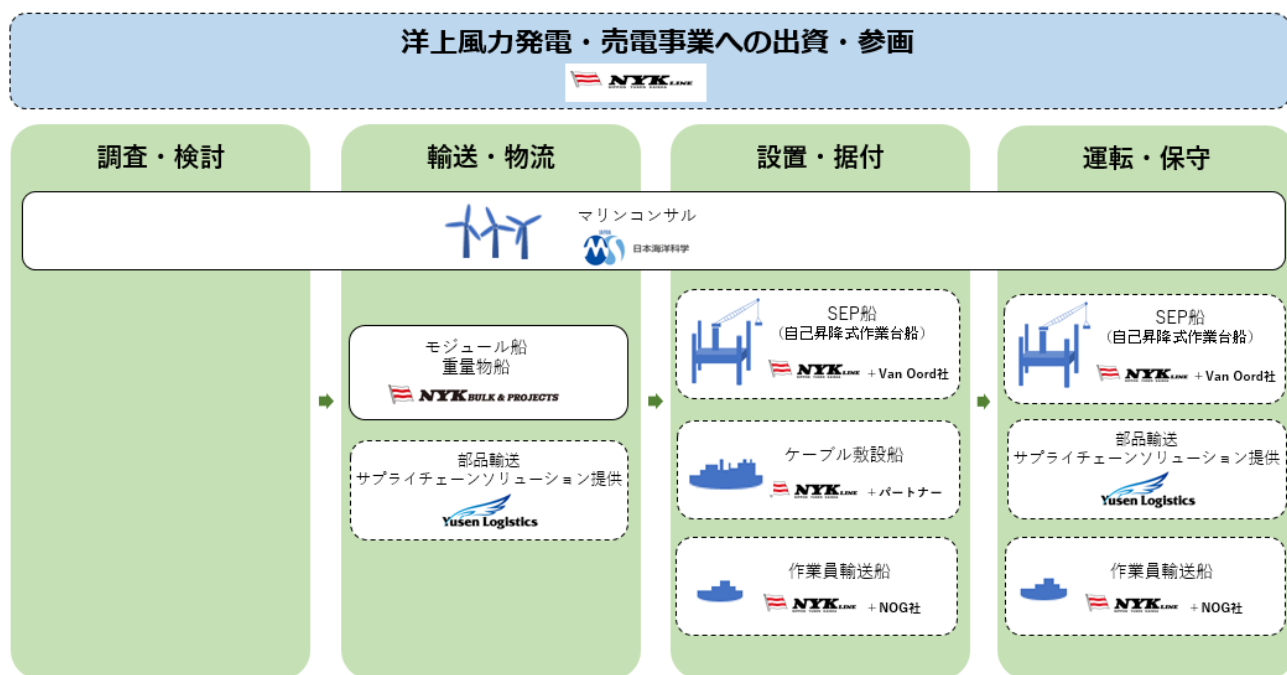 洋上風力発電・売電事業への出資・参画
NYK LINE
NIPPON YUSEN KAISHA
調査・検討
輸送・物流
設置・据付
運転・保守
マリンコンサル
日本海洋科学
モジュール船
重量物船
NYK BULK & PROJECTS
部品輸送
サプライチェーンソリューション提供
Yusen Logistics
SEP船
（自己昇降式作業台船）
NYK LINE +Van Oord社
ケーブル敷設船
NYK LINE +パートナー
作業員輸送船
NYK LINE +NOG社
SEP船
（自己昇降式作業台船）
NYK LINE +Van Oord社
部品輸送
サプライチェーンソリューション提供
Yusen Logistics
作業員輸送船
NYK LINE +NOG社